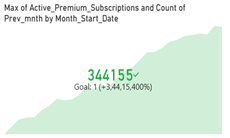 Max of Active_Premium_Subscriptions and Count of
Prev_mnth by Month_Start_Date
344155✓
Goal: 1 (+3,44,15,400%)